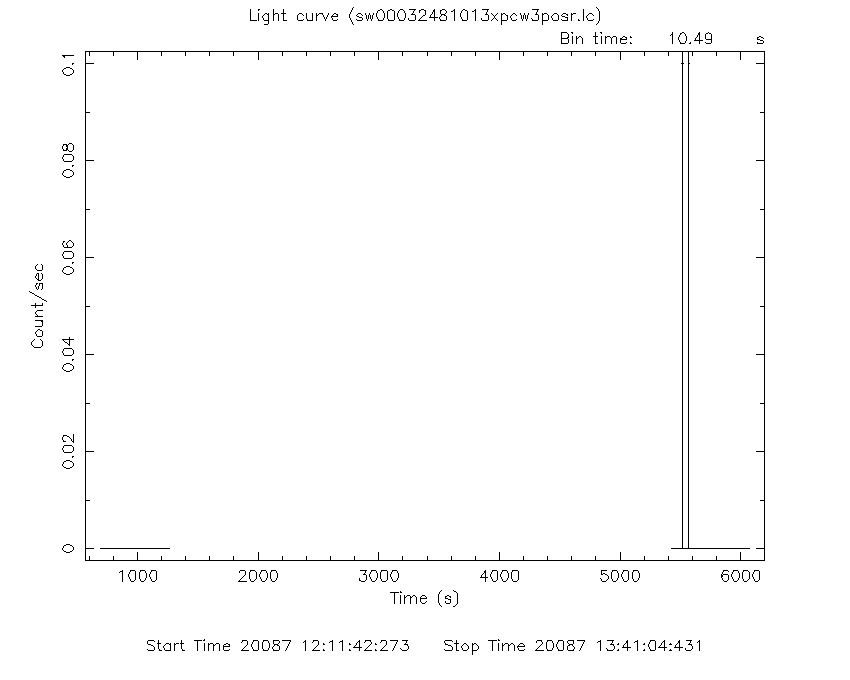 Light curve (sw00032481013xpcw3posr.lc)
Bin time: 10.49 s
0.1
0.08
0.06
0.04
0.02
0
Count/sec
1000 2000 3000 4000 5000 6000
Time (s)
Start Time 20087 12:11:42:273 Stop Time 20087 13:41:04:431